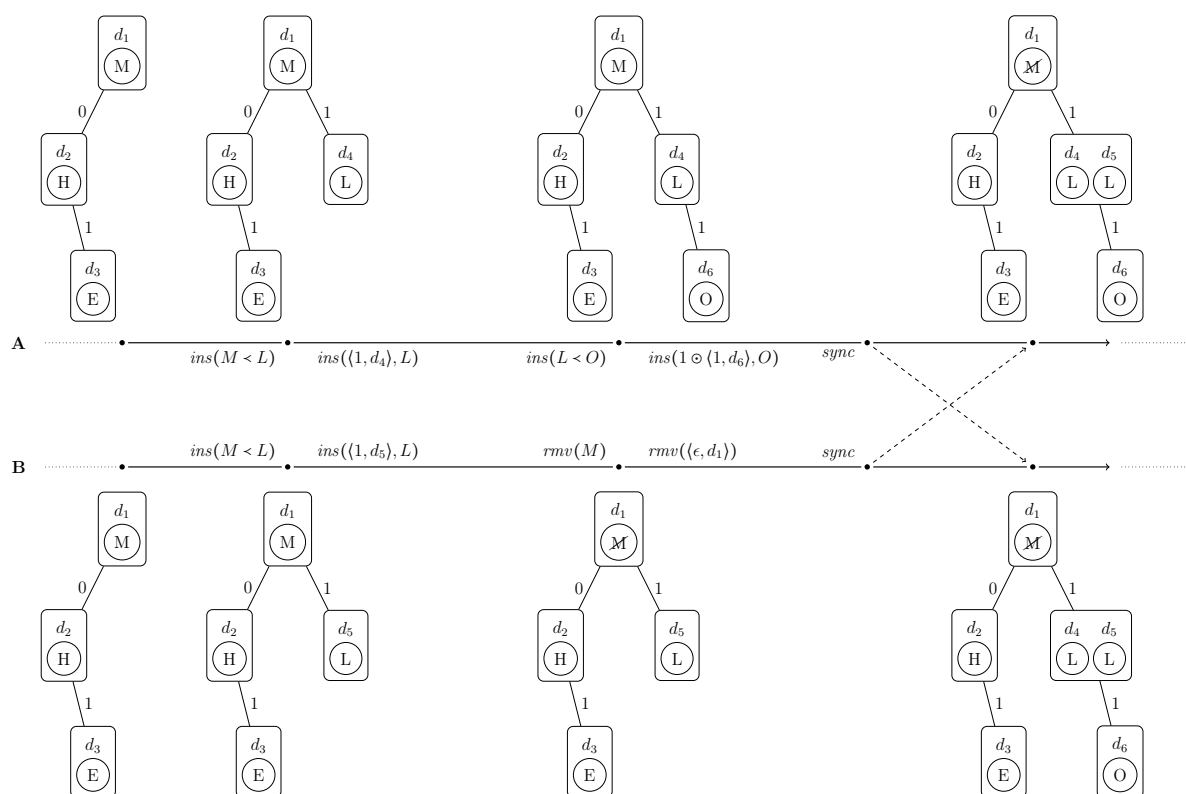 d₁ d₁ d₁ d₁
M M M M
0 0 1 0 1 0 1
d₂ d₂ d₄ d₂ d₄ d₂ d₄ d₅
H H L H L H L L
1 1 1 1 1 1
d₃ d₃ d₃ d₆ d₃ d₆
E E E O E O
A
ins(M ≺ L) ins(⟨1, d₄⟩, L) ins(L ≺ O) ins(1 ⊙ ⟨1, d₆⟩, O) sync
B
ins(M ≺ L) ins(⟨1, d₅⟩, L) rmv(M) rmv(⟨ϵ, d₁⟩) sync
d₁ d₁ d₁ d₁
M M M M
0 0 1 0 1 0 1
d₂ d₂ d₅ d₂ d₅ d₂ d₄ d₅
H H L H L H L L
1 1 1 1 1
d₃ d₃ d₃ d₃ d₆
E E E E O